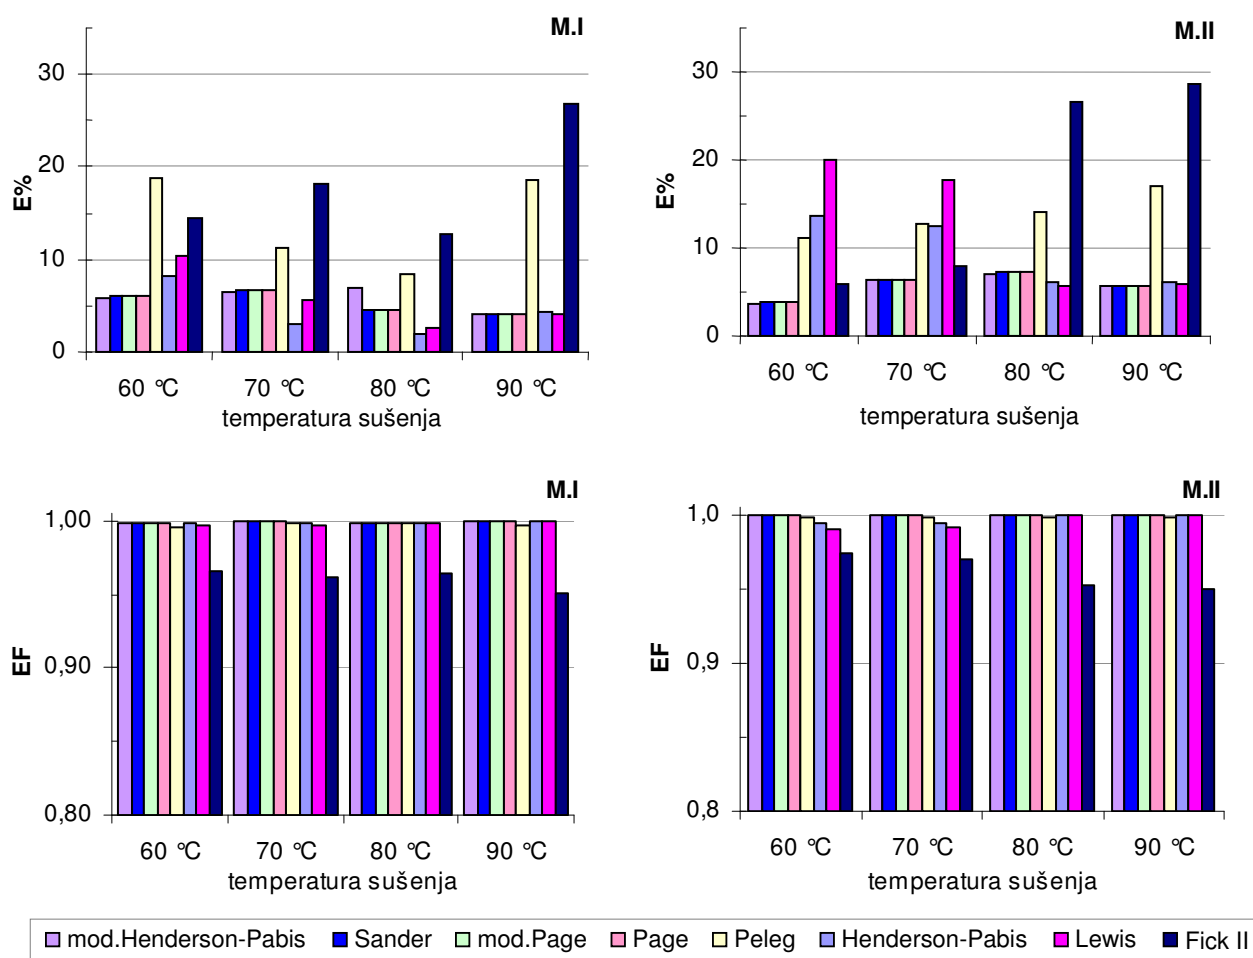 M.I
30
20
10
0
E%
60 °C 70 °C 80 °C 90 °C
temperatura sušenja
M.II
30
20
10
0
E%
60 °C 70 °C 80 °C 90 °C
temperatura sušenja
M.I
1,00
0,90
0,80
EF
60 °C 70 °C 80 °C 90 °C
temperatura sušenja
M.II
1,0
0,9
0,8
EF
60 °C 70 °C 80 °C 90 °C
temperatura sušenja
mod.Henderson-Pabis Sander mod.Page Page Peleg Henderson-Pabis Lewis Fick II